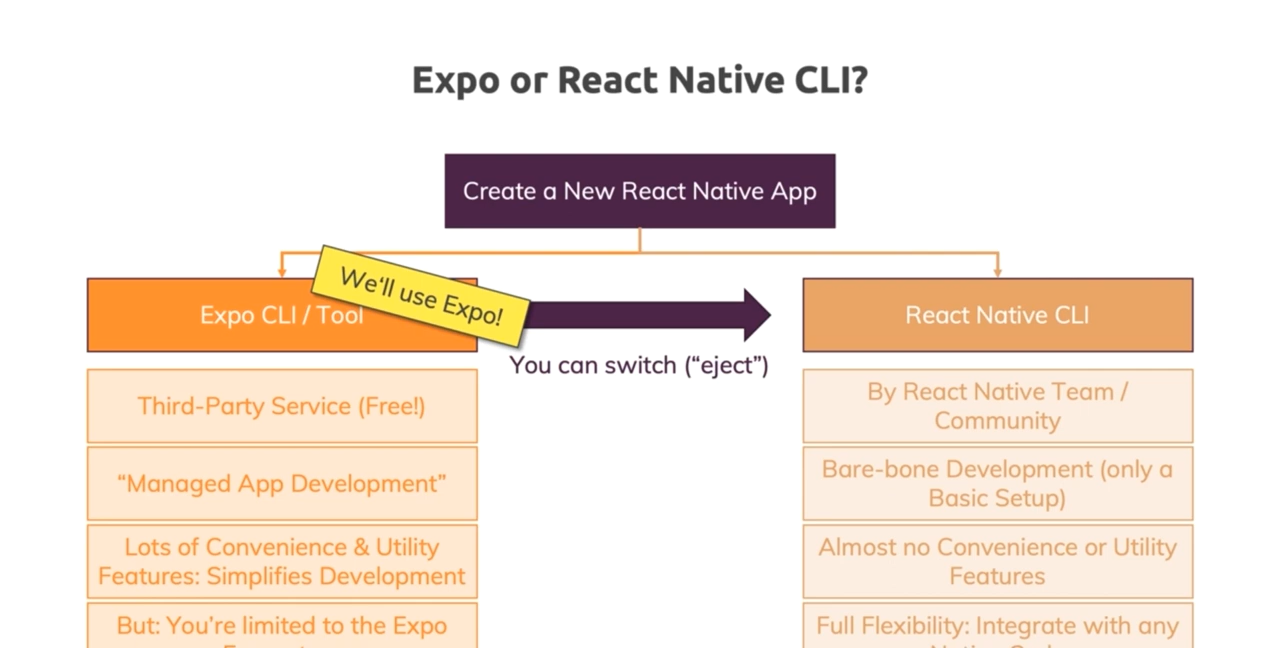 Expo or React Native CLI?
Create a New React Native App
We'll use Expo!
Expo CLI / Tool
React Native CLI
You can switch (“eject”)
Third-Party Service (Free!)
“Managed App Development”
Lots of Convenience & Utility
Features: Simplifies Development
But: You're limited to the Expo
By React Native Team /
Community
Bare-bone Development (only a
Basic Setup)
Almost no Convenience or Utility
Features
Full Flexibility: Integrate with any